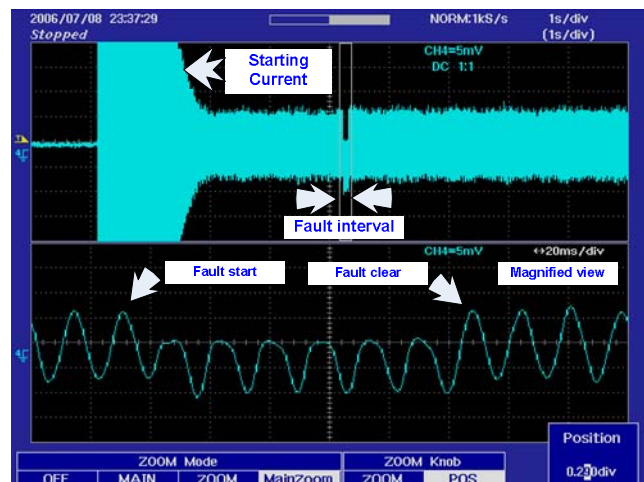 2006/07/08 23:37:29 NORM:1kS/s 1s/div
Stopped (1s/div)
CH4=5mV
DC 1:1
Starting
Current
Fault interval
CH4=5mV ↔20ms/div
Fault start Fault clear Magnified view
Position
ZOOM Mode ZOOM Knob
0.200div
OFF MAIN ZOOM MainZoom ZOOM POS